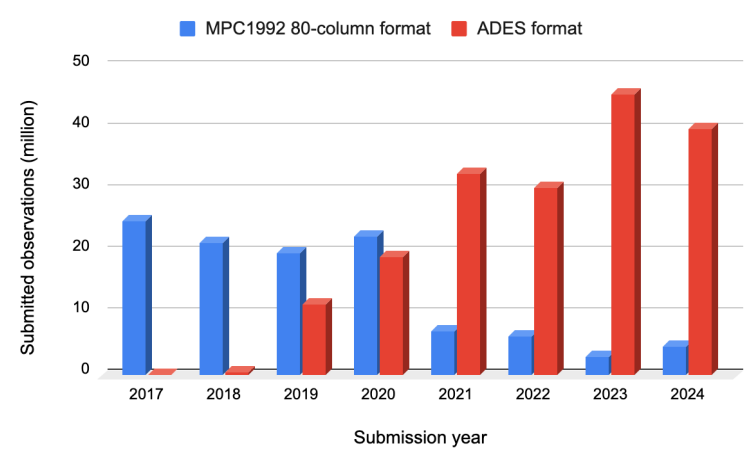 MPC1992 80-column format ADES format
50
40
30
20
10
0
Submitted observations (million)
2017 2018 2019 2020 2021 2022 2023 2024
Submission year